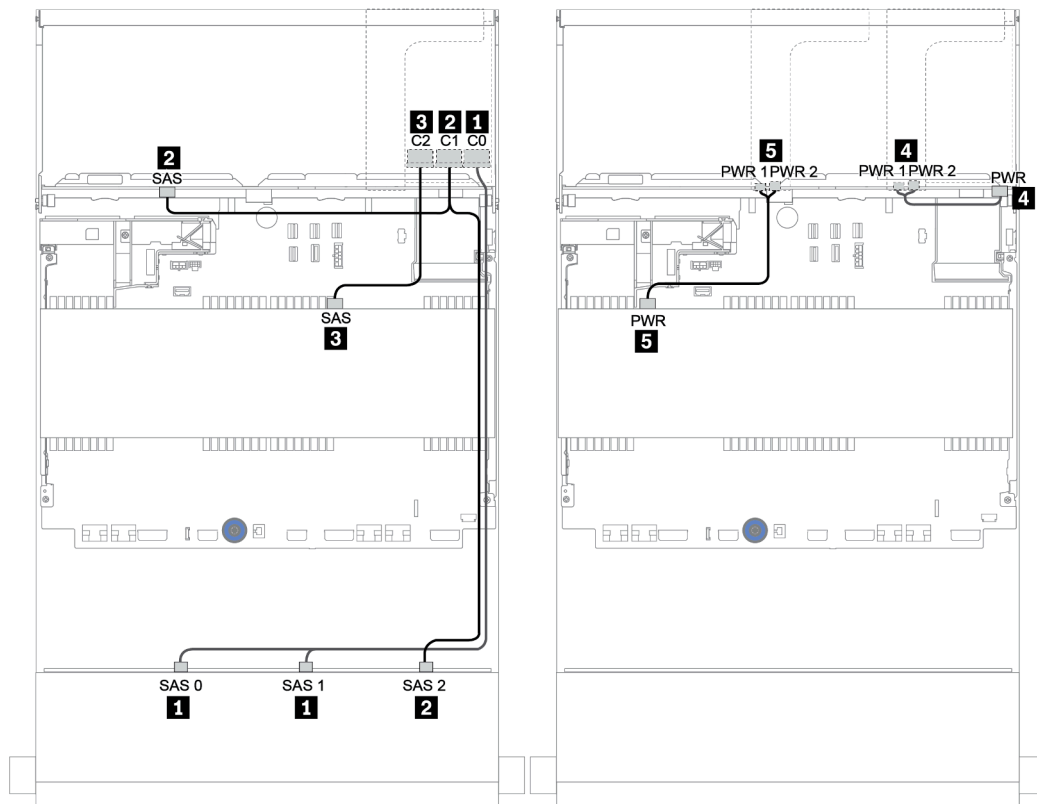 3 2 1
C2 C1 C0
2
SAS
SAS
3
SAS 0 SAS 1 SAS 2
1 1 2
5 4
PWR 1 PWR 2 PWR 1 PWR 2 PWR
4
PWR
5